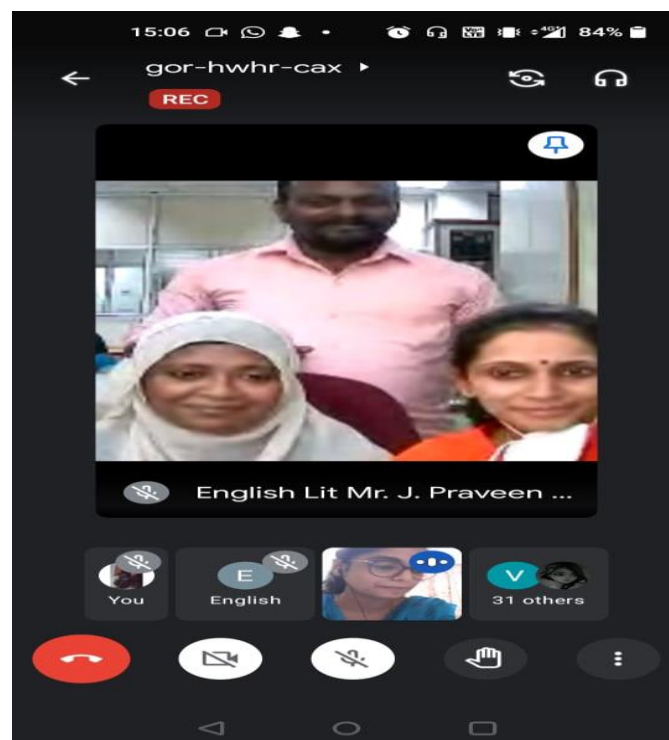 15:06 84%
gor-hwhr-cax
REC
English Lit Mr. J. Praveen ...
E V
You English 31 others